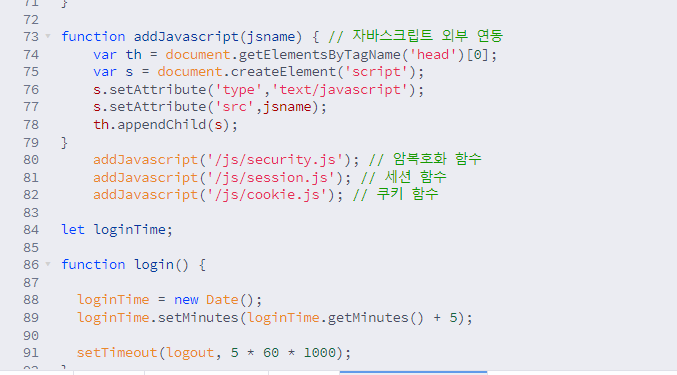 71 }
72
73 function addJavascript(jsname) { // 자바스크립트 외부 연동
74 var th = document.getElementsByTagName('head')[0];
75 var s = document.createElement('script');
76 s.setAttribute('type','text/javascript');
77 s.setAttribute('src',jsname);
78 th.appendChild(s);
79 }
80 addJavascript('/js/security.js'); // 암복호화 함수
81 addJavascript('/js/session.js'); // 세션 함수
82 addJavascript('/js/cookie.js'); // 쿠키 함수
83
84 let loginTime;
85
86 function login() {
87
88 loginTime = new Date();
89 loginTime.setMinutes(loginTime.getMinutes() + 5);
90
91 setTimeout(logout, 5 * 60 * 1000);